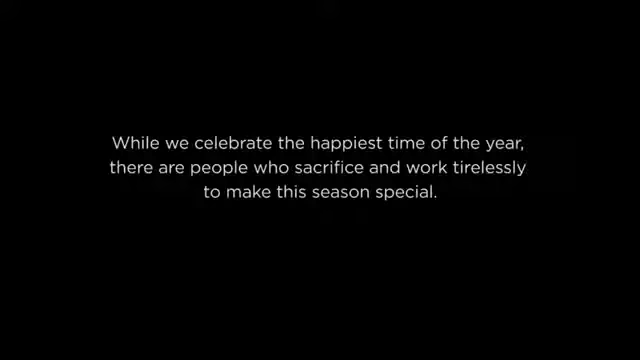 While we celebrate the happiest time of the year,
there are people who sacrifice and work tirelessly
to make this season special.